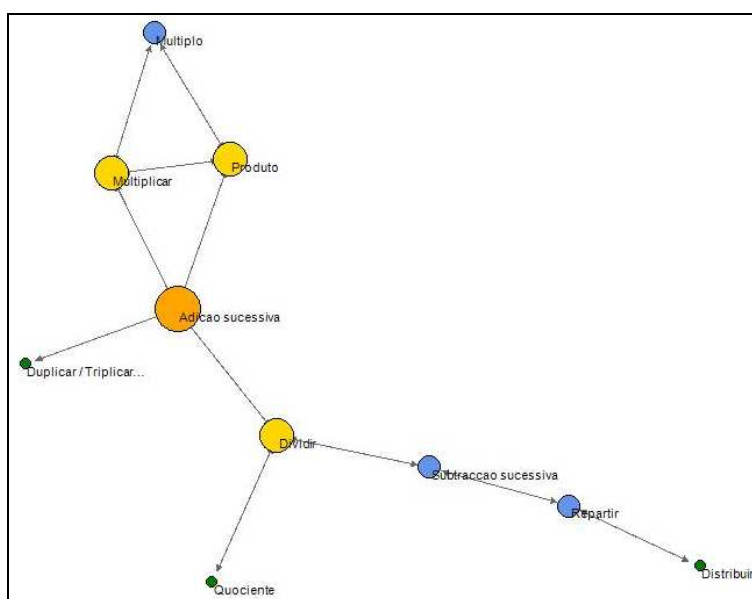 Multiplo
Produto
Multiplicar
Adicao sucessiva
Duplicar / Triplicar...
Dividir
Subtraccao sucessiva
Repartir
Distribuir
Quociente